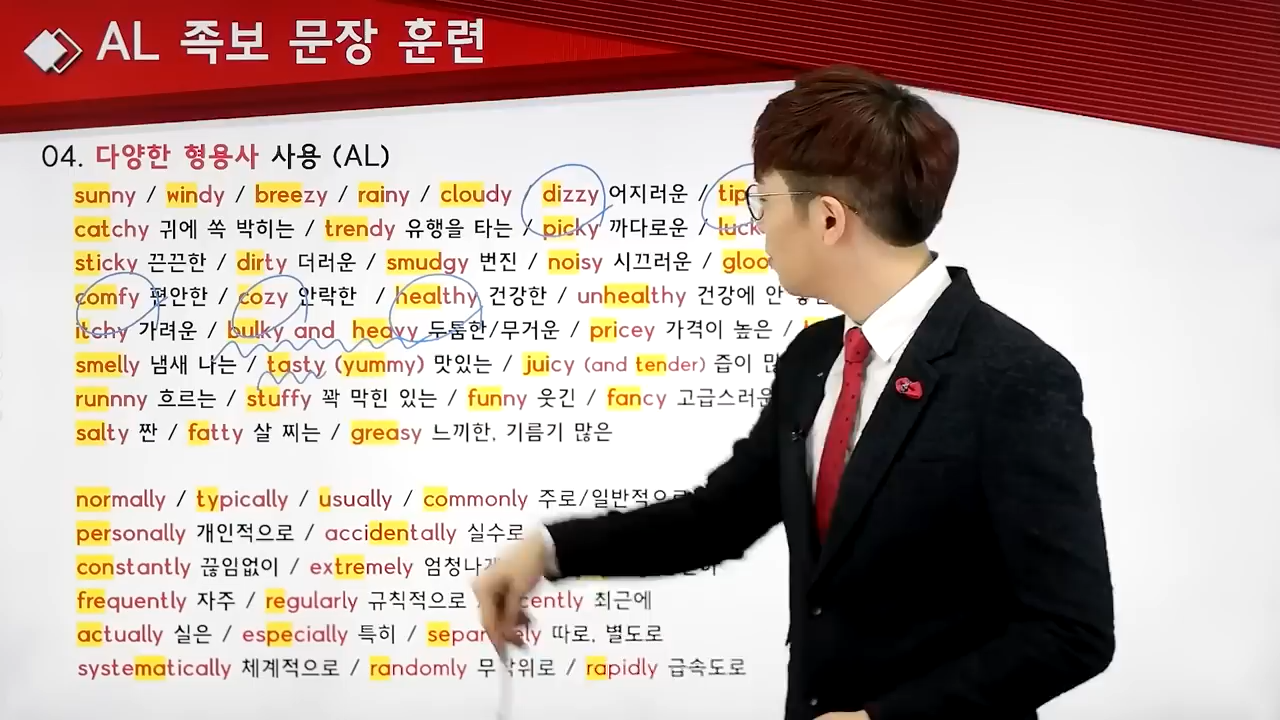 AL 족보 문장 훈련
04. 다양한 형용사 사용 (AL)
sunny / windy / breezy / rainy / cloudy / dizzy 어지러운 /
catchy 귀에 쏙 박히는 / trendy 유행을 타는 / picky 까다로운 /
sticky 끈끈한 / dirty 더러운 / smudgy 번진 / noisy 시끄러운 /
comfy 편안한 / cozy 안락한 / healthy 건강한 / unhealthy 건강에 안
itchy 가려운 / bulky and heavy 두툼한/무거운 / pricey 가격이 높은 /
smelly 냄새 나는 / tasty (yummy) 맛있는 / juicy (and tender) 즙이
runnny 흐르는 / stuffy 꽉 막힌 있는 / funny 웃긴 / fancy 고급스러운
salty 짠 / fatty 살 찌는 / greasy 느끼한, 기름기 많은
normally / typically / usually / commonly 주로/일반적으로
personally 개인적으로 / accidentally 실수로
constantly 끊임없이 / extremely
frequently 자주 / regularly 규칙적으로 / 최근에
actually 실은 / especially 특히 / separately 따로, 별도로
systematically 체계적으로 / randomly 무작위로 / rapidly 급속도로